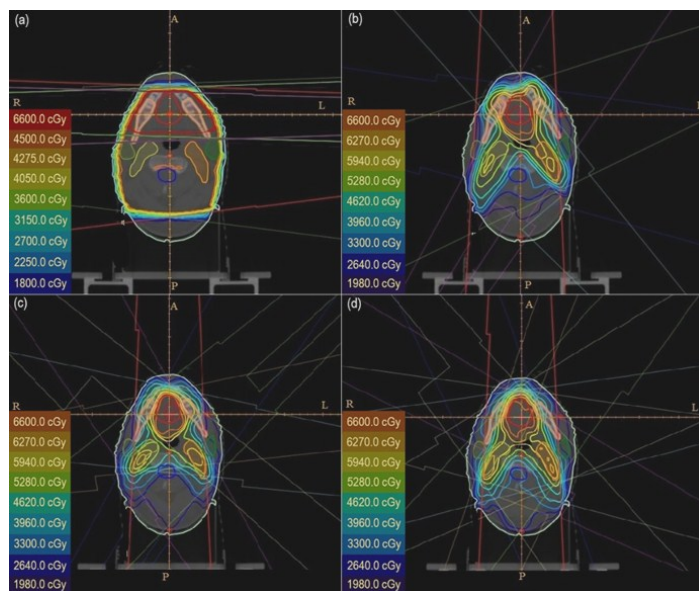 (a)
A
R
L
6600.0 cGy
4500.0 cGy
4275.0 cGy
4050.0 cGy
3600.0 cGy
3150.0 cGy
2700.0 cGy
2250.0 cGy
1800.0 cGy
P
(b)
A
R
6600.0 cGy
6270.0 cGy
5940.0 cGy
5280.0 cGy
4620.0 cGy
3960.0 cGy
3300.0 cGy
2640.0 cGy
1980.0 cGy
P
(c)
A
R
L
6600.0 cGy
6270.0 cGy
5940.0 cGy
5280.0 cGy
4620.0 cGy
3960.0 cGy
3300.0 cGy
2640.0 cGy
1980.0 cGy
P
(d)
A
R
L
6600.0 cGy
6270.0 cGy
5940.0 cGy
5280.0 cGy
4620.0 cGy
3960.0 cGy
3300.0 cGy
2640.0 cGy
1980.0 cGy
P